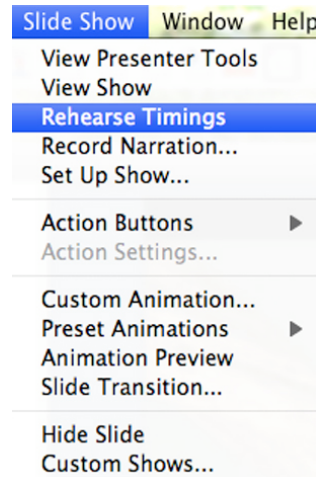 Slide Show Window Help
View Presenter Tools
View Show
Rehearse Timings
Record Narration...
Set Up Show...
Action Buttons
Action Settings...
Custom Animation...
Preset Animations
Animation Preview
Slide Transition...
Hide Slide
Custom Shows...